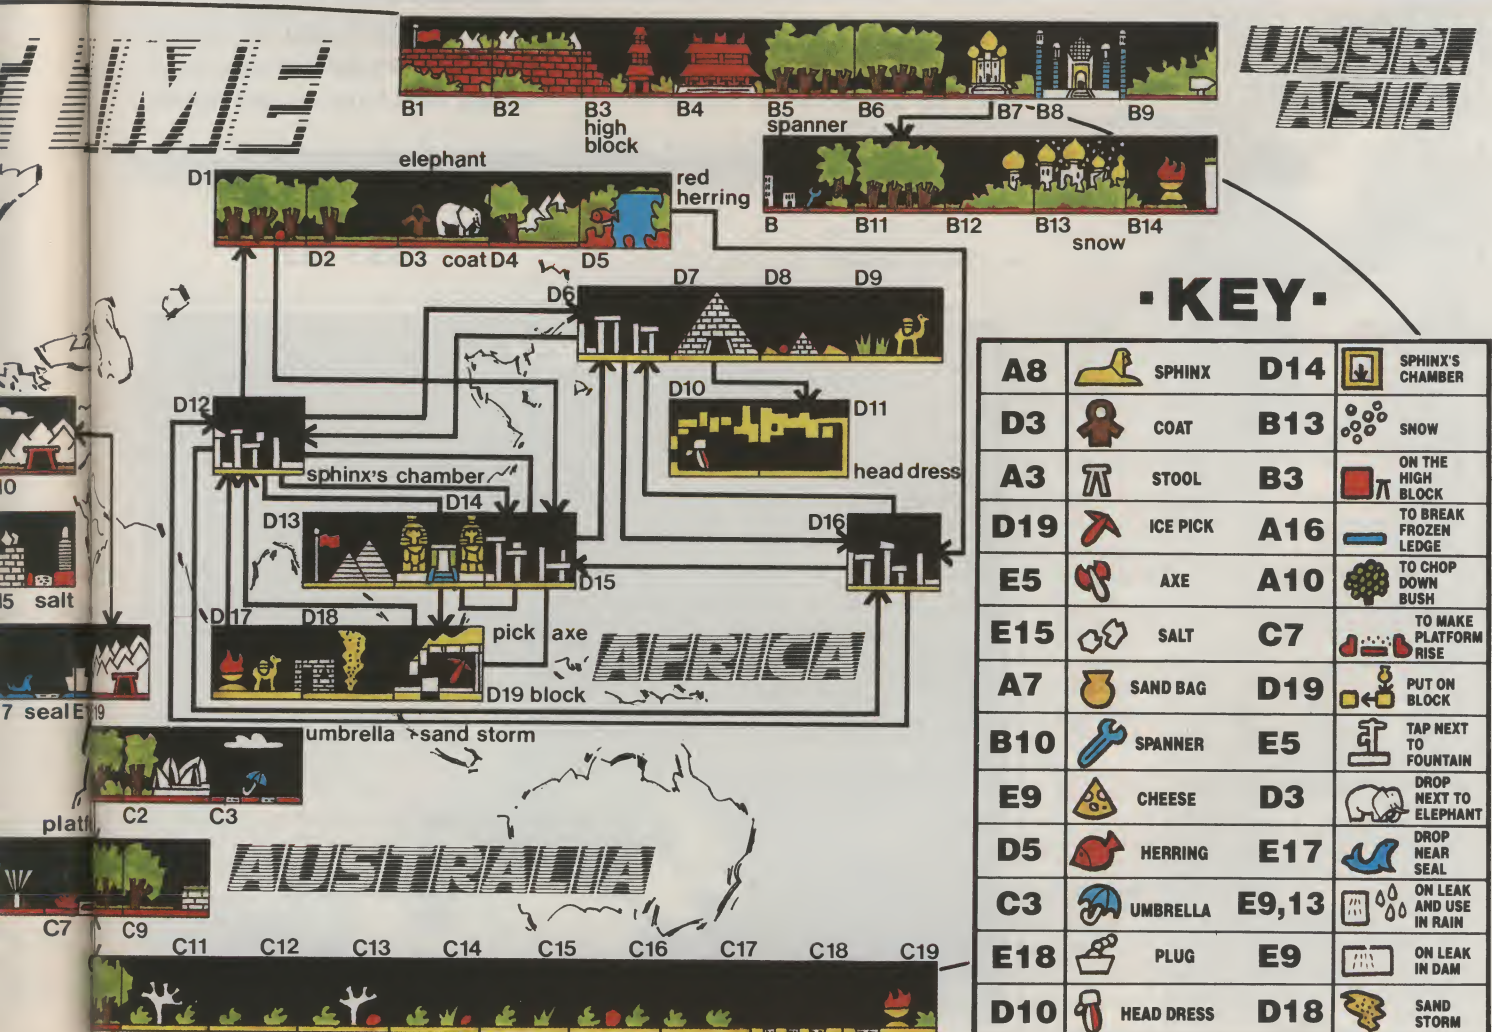 TIME
USSR.
ASIA
B1 B2 B3 B4 B5 B6 B7 B8 B9
high
block
spanner
B B11 B12 B13 B14
snow
elephant
D1
red
herring
D2 D3 coat D4 D5
D6 D7 D8 D9
D10 D11
head dress
D12
sphinx's chamber
D13 D14
D15
D16
D17 D18
pick axe
D19 block
umbrella sand storm
AFRICA
salt
7 seal E 19
C2 C3
C7 C9
AUSTRALIA
C11 C12 C13 C14 C15 C16 C17 C18 C19
·KEY·
A8 SPHINX D14 SPHINX'S
CHAMBER
D3 COAT B13 SNOW
A3 STOOL B3 ON THE
HIGH
BLOCK
D19 ICE PICK A16 TO BREAK
FROZEN
LEDGE
E5 AXE A10 TO CHOP
DOWN
BUSH
E15 SALT C7 TO MAKE
PLATFORM
RISE
A7 SAND BAG D19 PUT ON
BLOCK
B10 SPANNER E5 TAP NEXT
TO
FOUNTAIN
E9 CHEESE D3 DROP
NEXT TO
ELEPHANT
D5 HERRING E17 DROP
NEAR
SEAL
C3 UMBRELLA E9,13 ON LEAK
AND USE
IN RAIN
E18 PLUG E9 ON LEAK
IN DAM
D10 HEAD DRESS D18 SAND
STORM